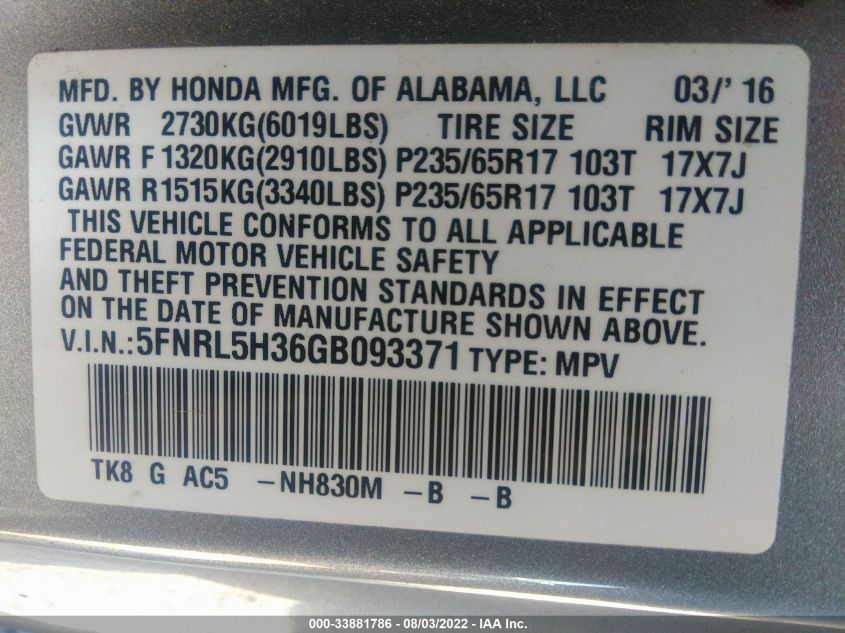 MFD. BY HONDA MFG. OF ALABAMA, LLC 03/' 16
GVWR 2730KG(6019LBS) TIRE SIZE RIM SIZE
GAWR F 1320KG(2910LBS) P235/65R17 103T 17X7J
GAWR R1515KG(3340LBS) P235/65R17 103T 17X7J
THIS VEHICLE CONFORMS TO ALL APPLICABLE
FEDERAL MOTOR VEHICLE SAFETY
AND THEFT PREVENTION STANDARDS IN EFFECT
ON THE DATE OF MANUFACTURE SHOWN ABOVE.
V.I.N.:5FNRL5H36GB093371 TYPE: MPV
TK8 G AC5 -NH830M -B -B
000-33881786 - 08/03/2022 - IAA Inc.